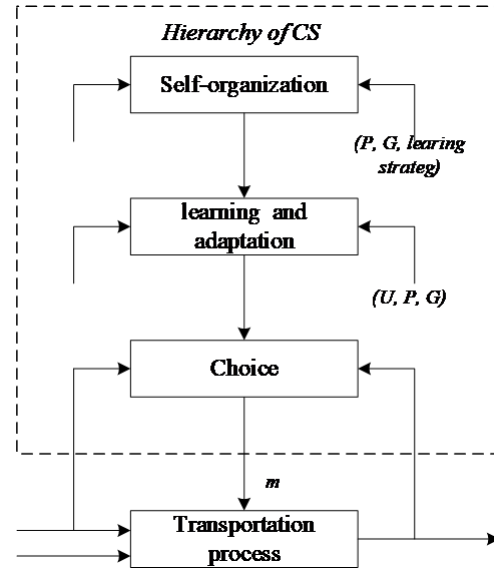 Hierarchy of CS
Self-organization
(P, G, learing
strateg)
learning and
adaptation
(U, P, G)
Choice
m
Transportation
process